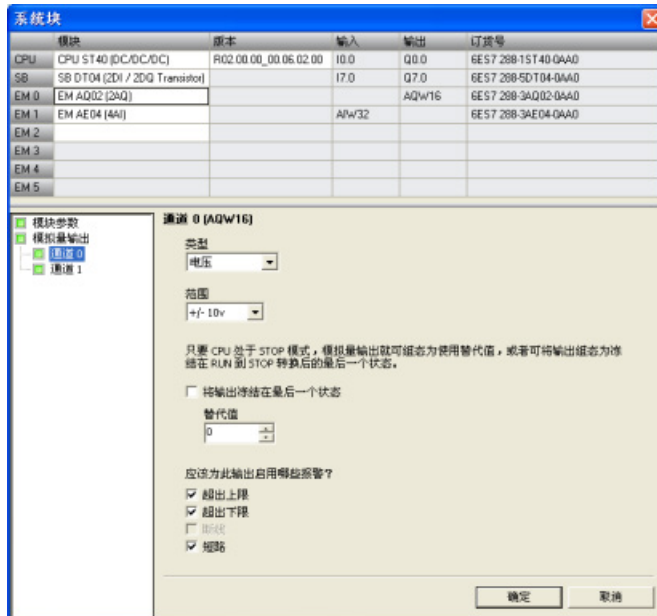 系统块
模块 版本 输入 输出 订货号
CPU CPU ST40 (DC/DC/DC) R02.00.00_00.06.02.00 I0.0 Q0.0 6ES7 288-1ST40-0AA0
SB SB DT04 (2DI / 2DQ Transistor) I7.0 Q7.0 6ES7 288-5DT04-0AA0
EM 0 EM AQ02 (2AQ) AQW16 6ES7 288-3AQ02-0AA0
EM 1 EM AE04 (4AI) AIW32 6ES7 288-3AE04-0AA0
EM 2
EM 3
EM 4
EM 5
模块参数
模拟量输出
通道 0
通道 1
通道 0 (AQW16)
类型
电压
范围
+/- 10v
只要 CPU 处于 STOP 模式，模拟量输出就可组态为使用替代值，或者可将输出组态为冻
结在 RUN 到 STOP 转换后的最后一个状态。
将输出冻结在最后一个状态
替代值
0
应该为此输出启用哪些报警？
超出上限
超出下限
断线
短路
确定 取消